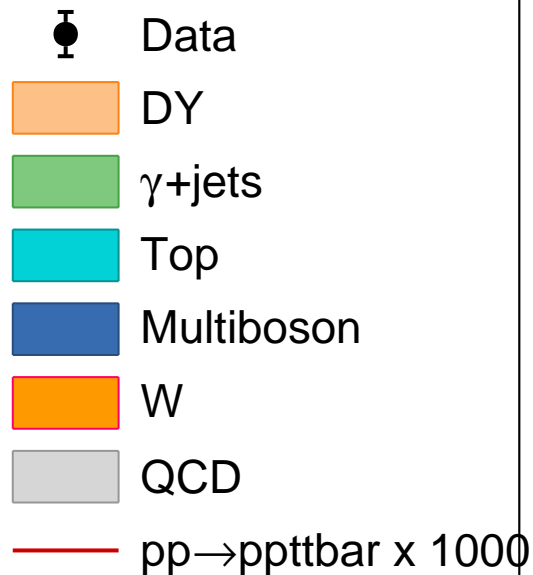 Data
DY
γ+jets
Top
Multiboson
W
QCD
pp→ppttbar x 1000